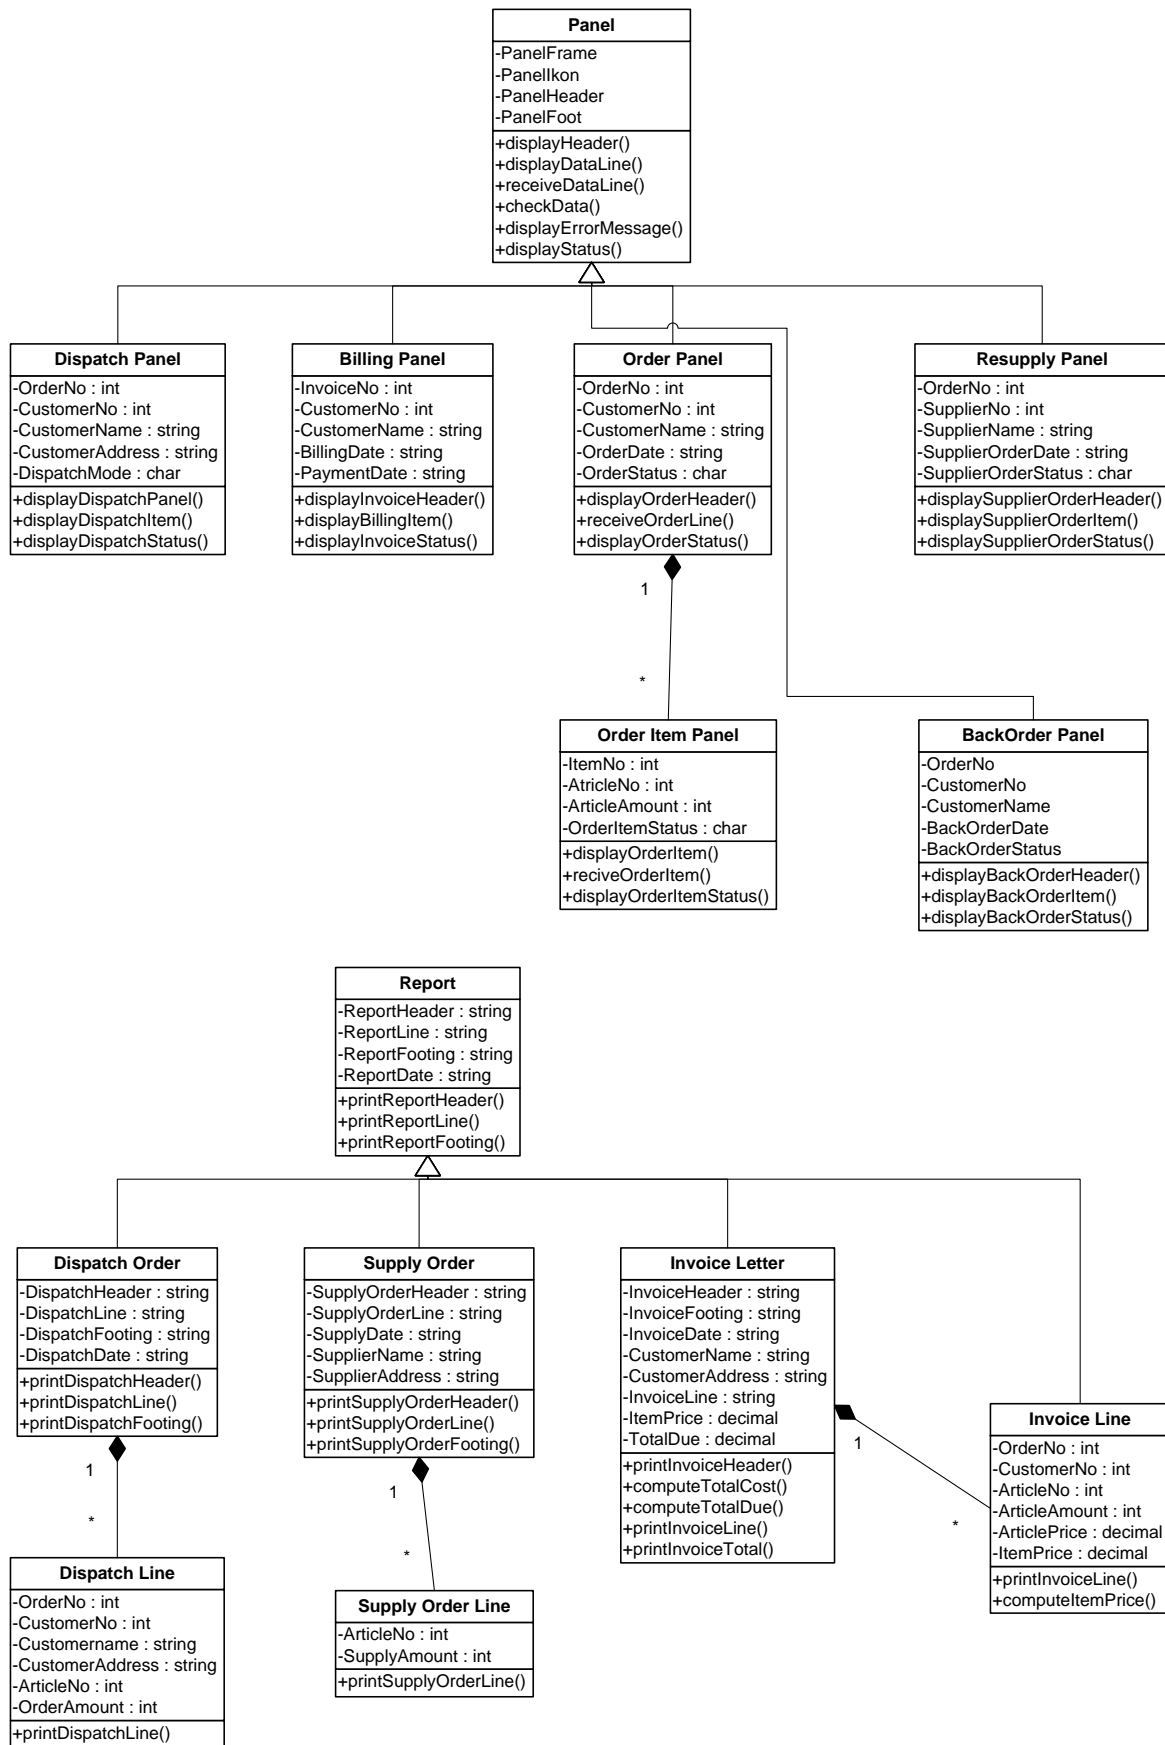 Panel
-PanelFrame
-PanelIkon
-PanelHeader
-PanelFoot
+displayHeader()
+displayDataLine()
+receiveDataLine()
+checkData()
+displayErrorMessage()
+displayStatus()
Dispatch Panel
-OrderNo : int
-CustomerNo : int
-CustomerName : string
-CustomerAddress : string
-DispatchMode : char
+displayDispatchPanel()
+displayDispatchItem()
+displayDispatchStatus()
Billing Panel
-InvoiceNo : int
-CustomerNo : int
-CustomerName : string
-BillingDate : string
-PaymentDate : string
+displayInvoiceHeader()
+displayBillingItem()
+displayInvoiceStatus()
Order Panel
-OrderNo : int
-CustomerNo : int
-CustomerName : string
-OrderDate : string
-OrderStatus : char
+displayOrderHeader()
+receiveOrderLine()
+displayOrderStatus()
Resupply Panel
-OrderNo : int
-SupplierNo : int
-SupplierName : string
-SupplierOrderDate : string
-SupplierOrderStatus : char
+displaySupplierOrderHeader()
+displaySupplierOrderItem()
+displaySupplierOrderStatus()
1
*
Order Item Panel
-ItemNo : int
-AtricleNo : int
-ArticleAmount : int
-OrderItemStatus : char
+displayOrderItem()
+reciveOrderItem()
+displayOrderItemStatus()
BackOrder Panel
-OrderNo
-CustomerNo
-CustomerName
-BackOrderDate
-BackOrderStatus
+displayBackOrderHeader()
+displayBackOrderItem()
+displayBackOrderStatus()
Report
-ReportHeader : string
-ReportLine : string
-ReportFooting : string
-ReportDate : string
+printReportHeader()
+printReportLine()
+printReportFooting()
Dispatch Order
-DispatchHeader : string
-DispatchLine : string
-DispatchFooting : string
-DispatchDate : string
+printDispatchHeader()
+printDispatchLine()
+printDispatchFooting()
Supply Order
-SupplyOrderHeader : string
-SupplyOrderLine : string
-SupplyDate : string
-SupplierName : string
-SupplierAddress : string
+printSupplyOrderHeader()
+printSupplyOrderLine()
+printSupplyOrderFooting()
Invoice Letter
-InvoiceHeader : string
-InvoiceFooting : string
-InvoiceDate : string
-CustomerName : string
-CustomerAddress : string
-InvoiceLine : string
-ItemPrice : decimal
-TotalDue : decimal
+printInvoiceHeader()
+computeTotalCost()
+computeTotalDue()
+printInvoiceLine()
+printInvoiceTotal()
1
*
Invoice Line
-OrderNo : int
-CustomerNo : int
-ArticleNo : int
-ArticleAmount : int
-ArticlePrice : decimal
-ItemPrice : decimal
+printInvoiceLine()
+computeItemPrice()
1
*
Dispatch Line
-OrderNo : int
-CustomerNo : int
-Customername : string
-CustomerAddress : string
-ArticleNo : int
-OrderAmount : int
+printDispatchLine()
1
*
Supply Order Line
-ArticleNo : int
-SupplyAmount : int
+printSupplyOrderLine()